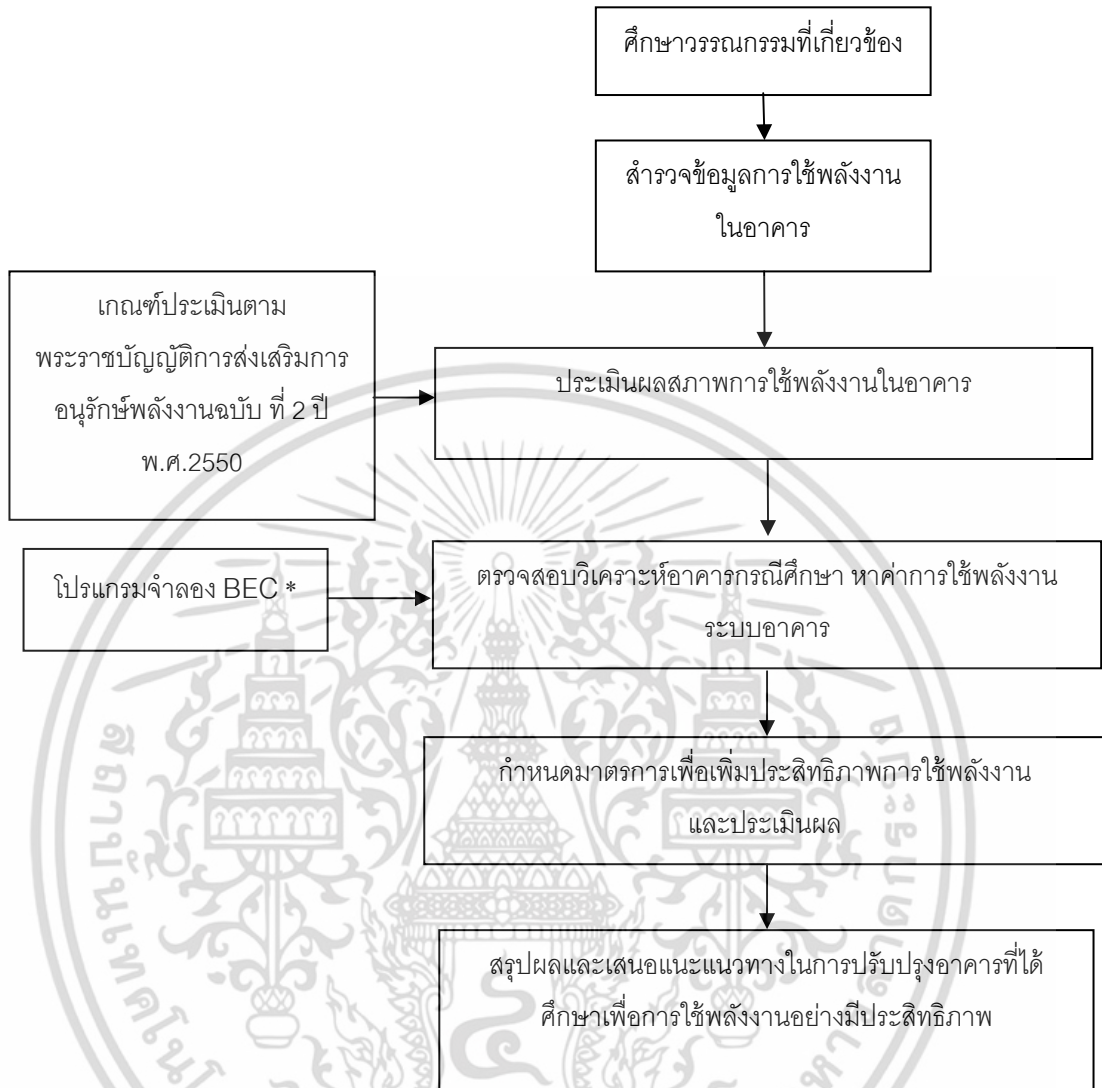 ศึกษาวรรณกรรมที่เกี่ยวข้อง
สำรวจข้อมูลการใช้พลังงาน
ในอาคาร
เกณฑ์ประเมินตาม
พระราชบัญญัติการส่งเสริมการ
อนุรักษ์พลังงานฉบับ ที่ 2 ปี
พ.ศ.2550
ประเมินผลสภาพการใช้พลังงานในอาคาร
โปรแกรมจำลอง BEC *
ตรวจสอบวิเคราะห์อาคารกรณีศึกษา หาค่าการใช้พลังงาน
ระบบอาคาร
กำหนดมาตรการเพื่อเพิ่มประสิทธิภาพการใช้พลังงาน
และประเมินผล
สรุปผลและเสนอแนะแนวทางในการปรับปรุงอาคารที่ได้
ศึกษาเพื่อการใช้พลังงานอย่างมีประสิทธิภาพ
สถาบันเทคโน